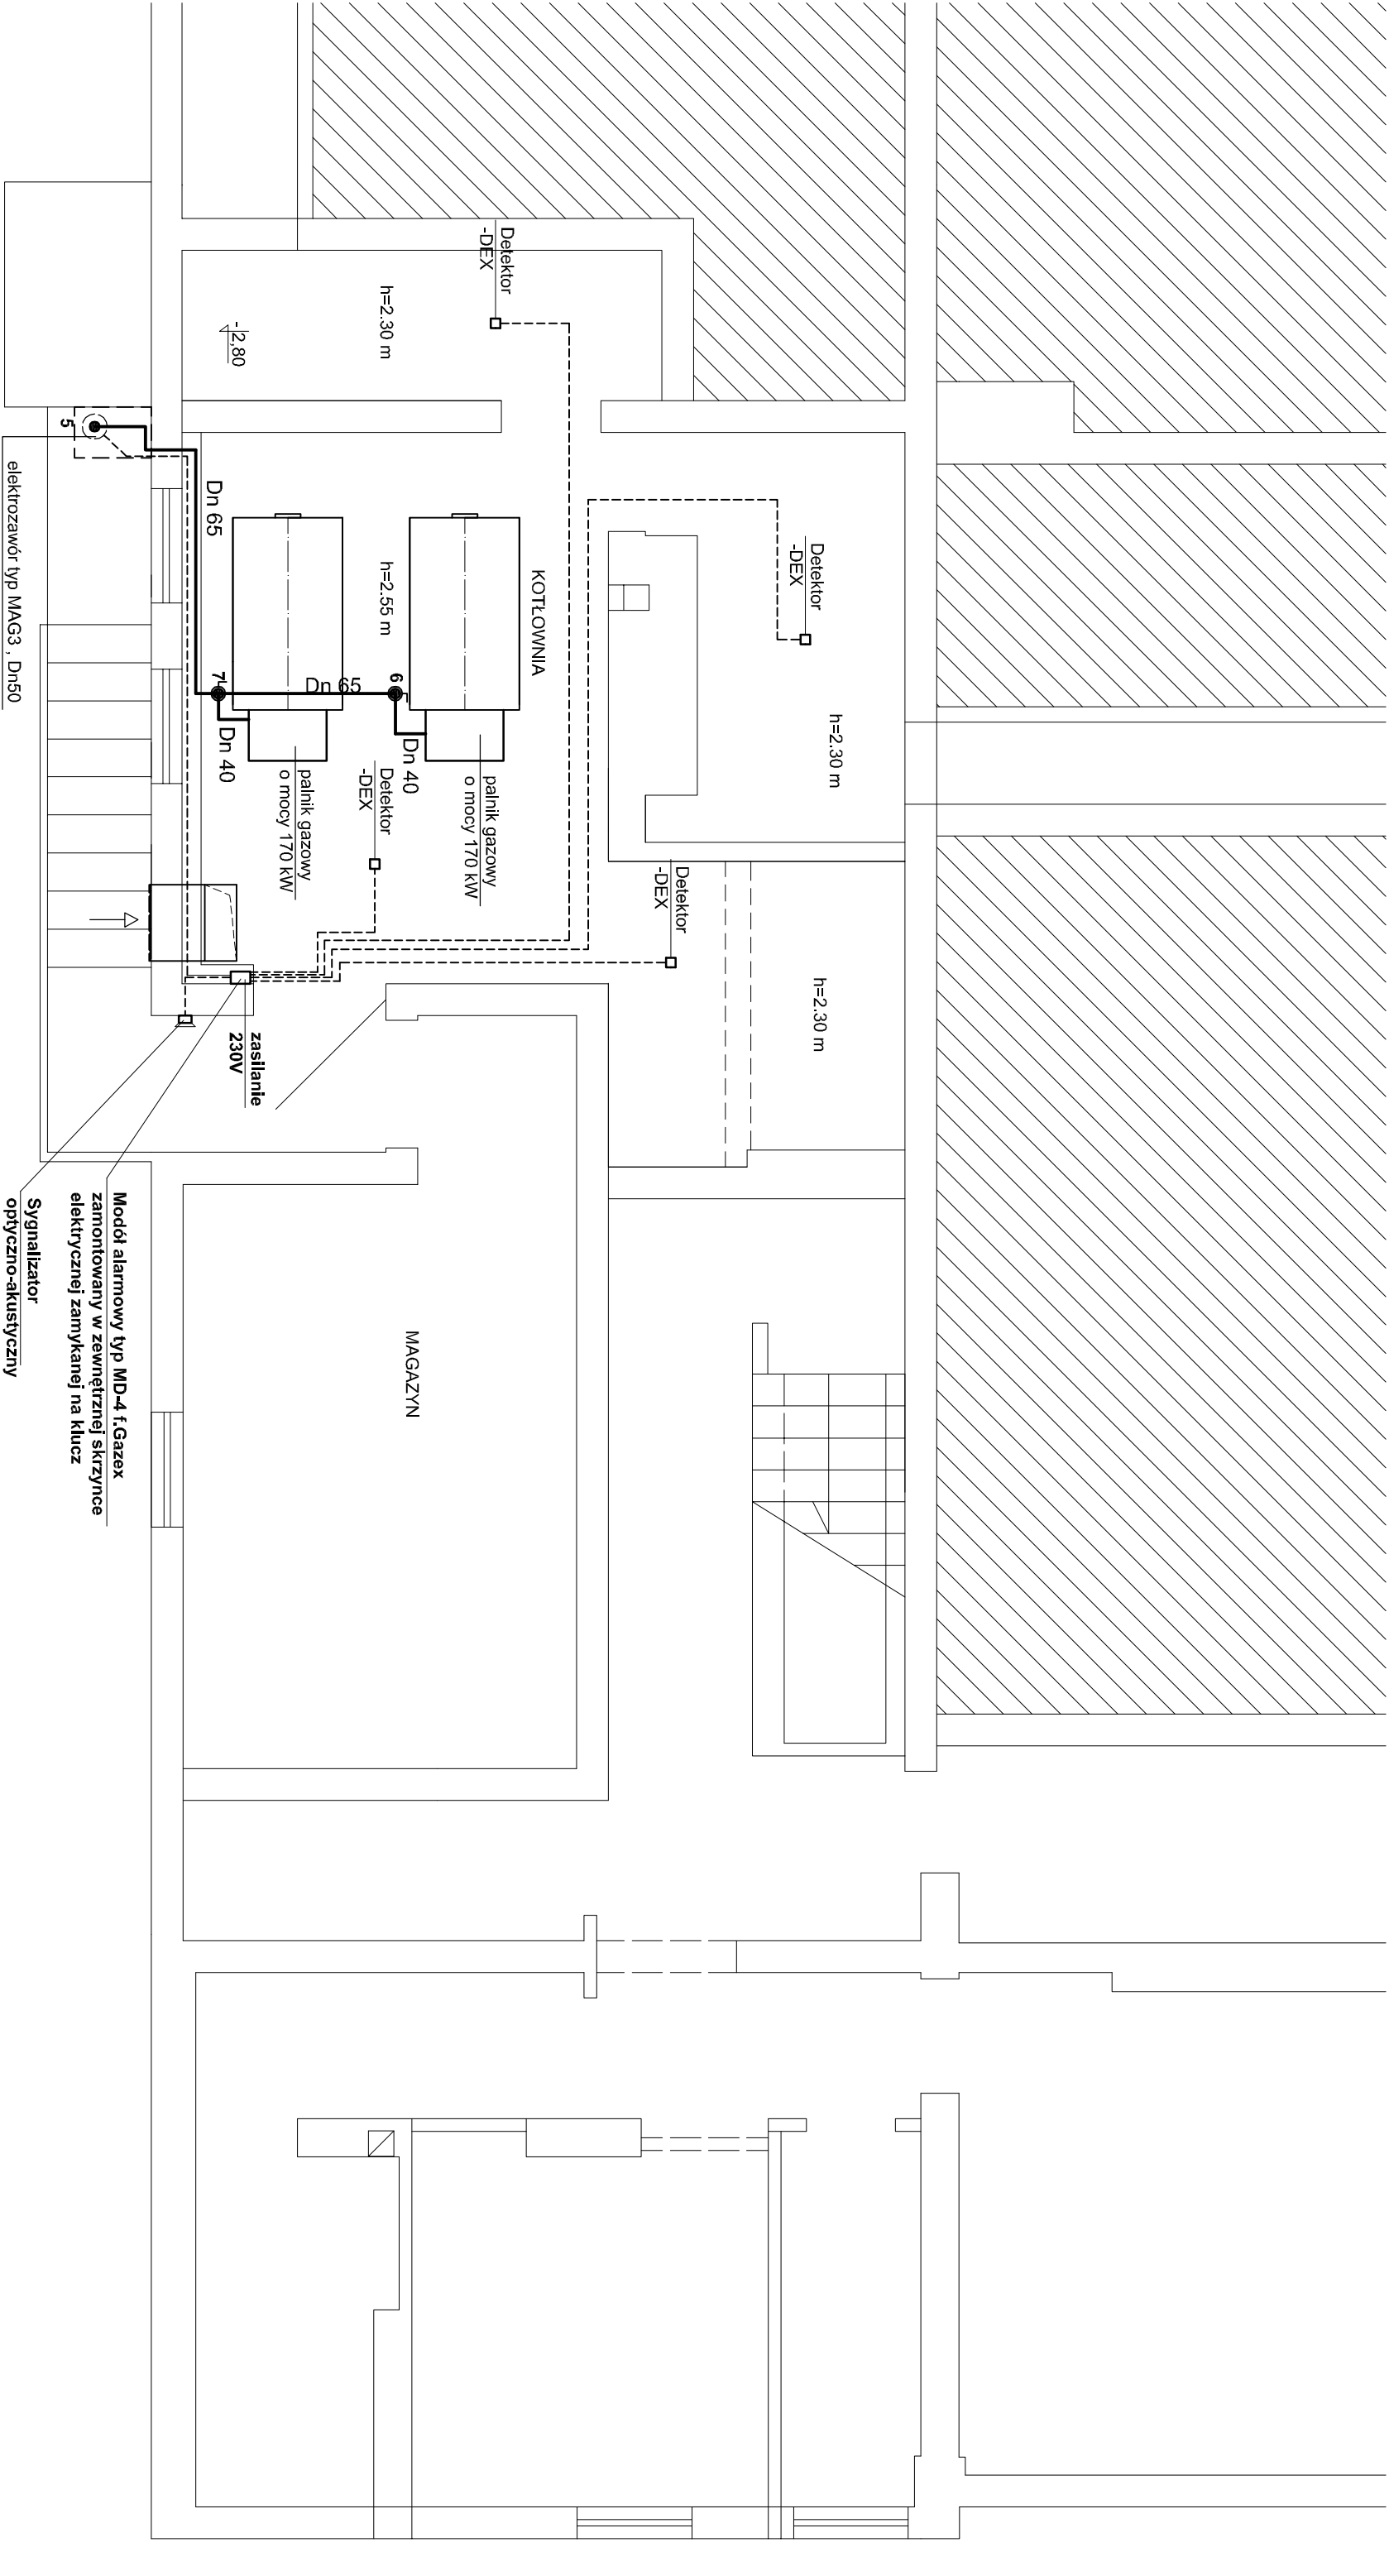 Detektor
-DEX
h=2.30 m
-2,80
5
elektrozawór typ MAG3 , Dn50
Dn 65
h=2.55 m
KOTŁOWNIA
Detektor
-DEX
h=2.30 m
7
Dn 65
6
Dn 40
Dn 40
palnik gazowy
o mocy 170 kW
palnik gazowy
o mocy 170 kW
Detektor
-DEX
Detektor
-DEX
h=2.30 m
zasilanie
230V
Modół alarmowy typ MD-4 f.Gazex
zamontowany w zewnętrznej skrzynce
elektrycznej zamykanej na klucz
Sygnalizator
optyczno-akustyczny
MAGAZYN